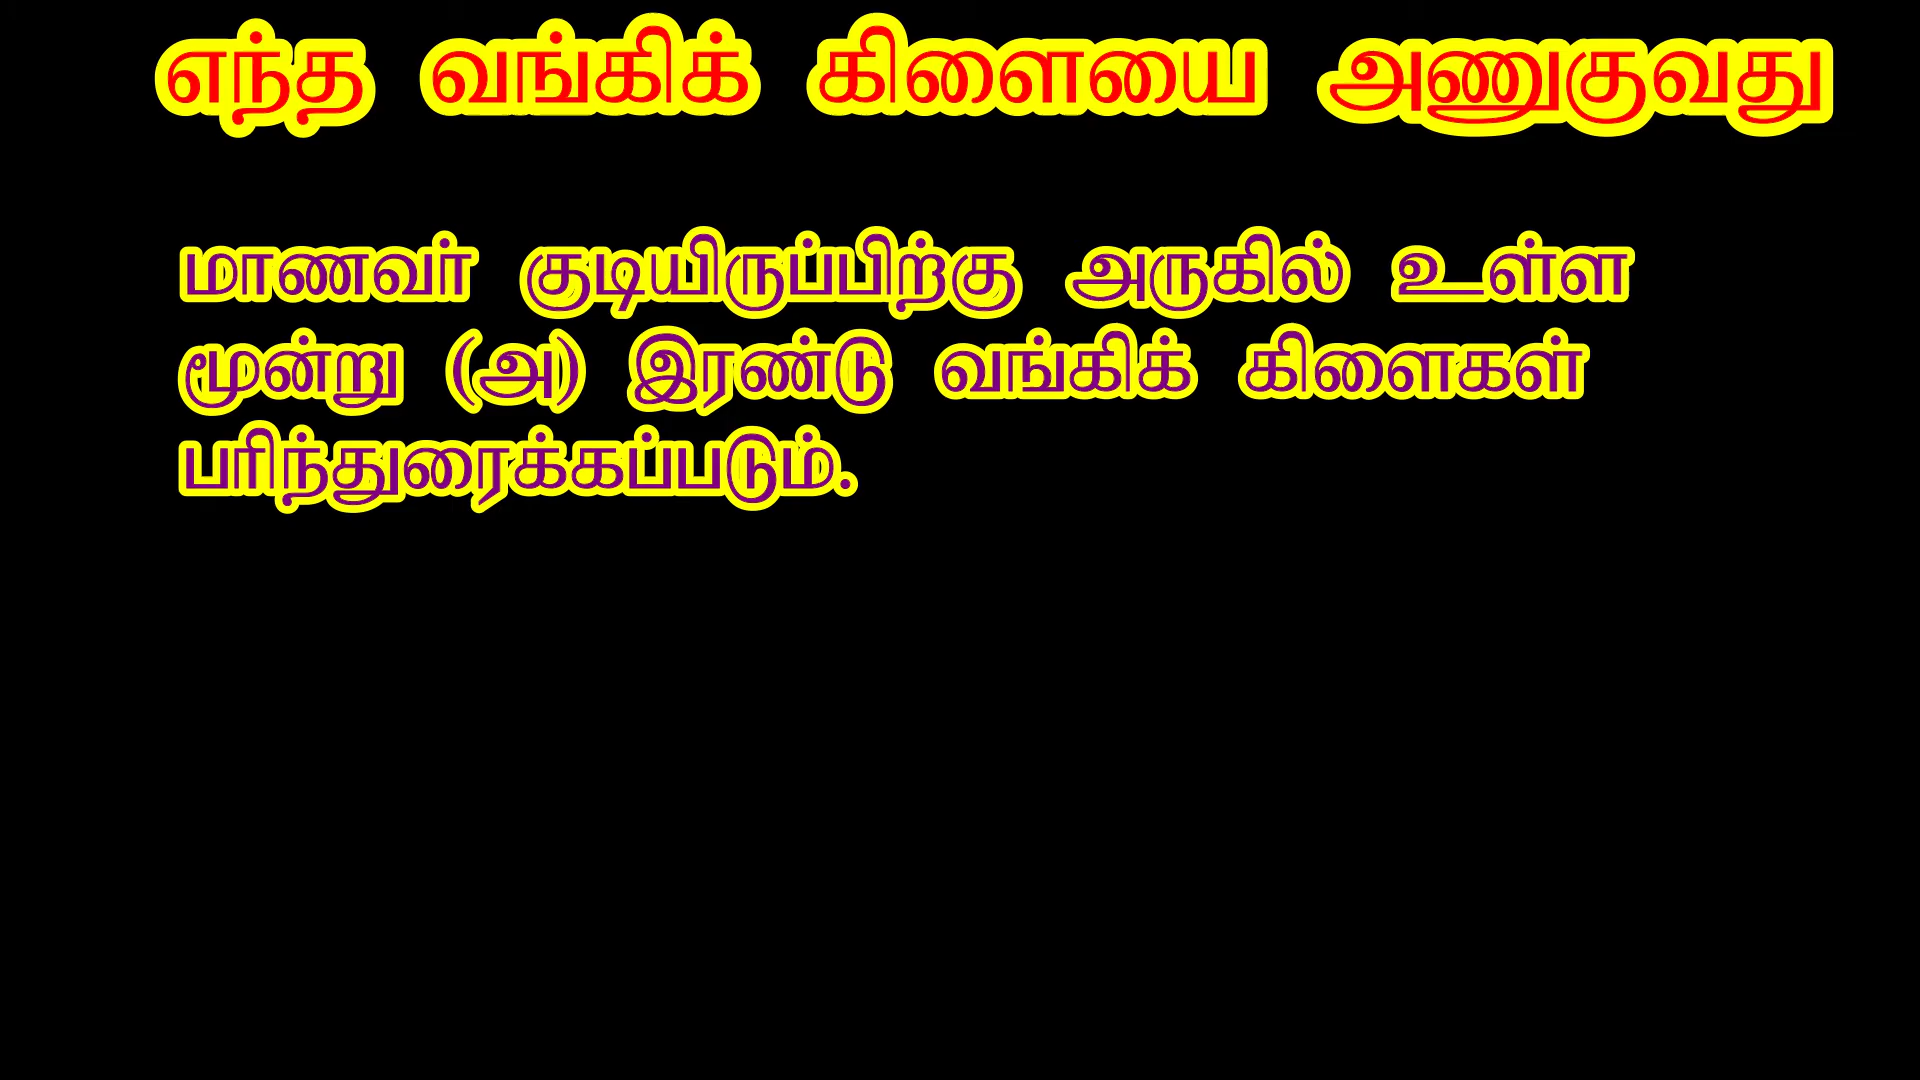 எந்த வங்கிக் கிளையை அணுகுவது
மாணவர் குடியிருப்பிற்கு அருகில் உள்ள
மூன்று (அ) இரண்டு வங்கிக் கிளைகள்
பரிந்துரைக்கப்படும்.